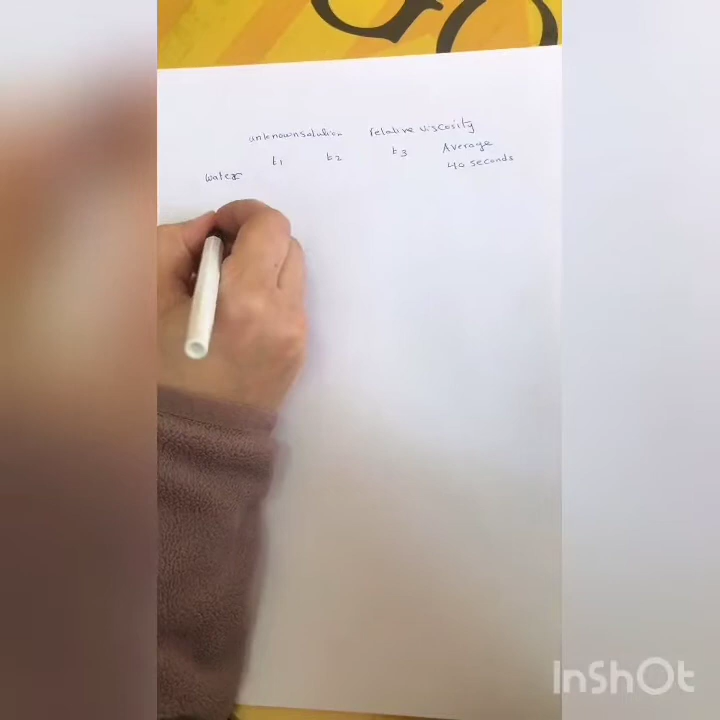 unknown solution relative viscosity
t1 t2 t3 Average
water 40 seconds
InShOt